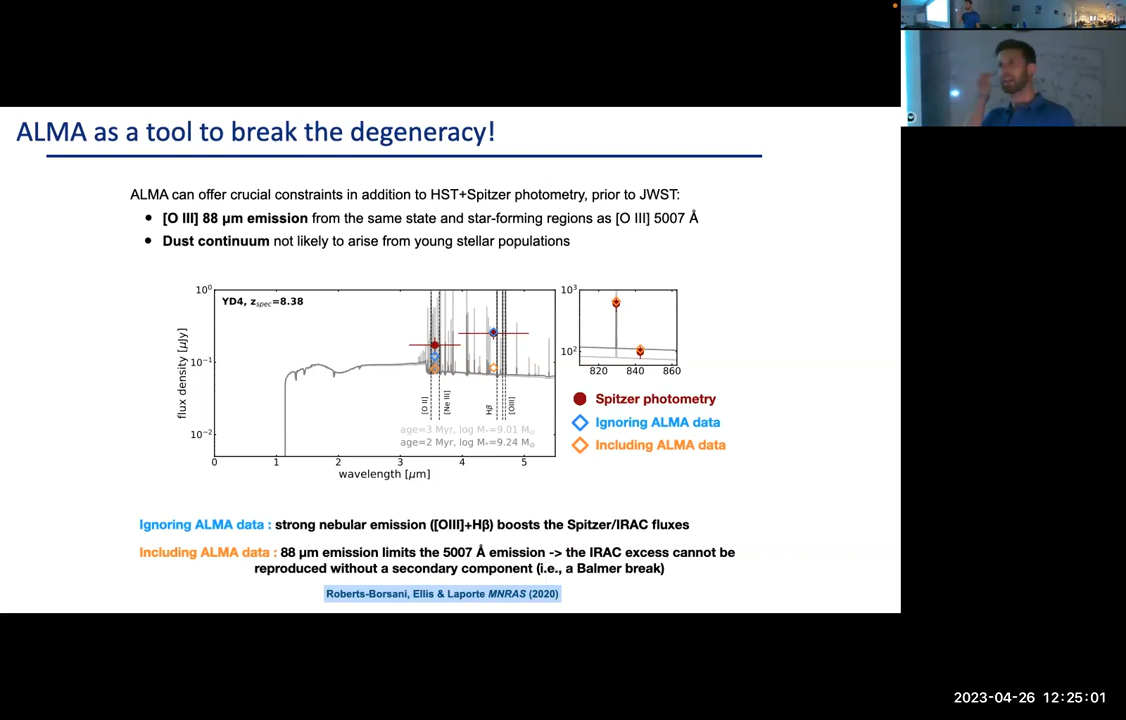 ALMA as a tool to break the degeneracy!
ALMA can offer crucial constraints in addition to HST+Spitzer photometry, prior to JWST:
• [O III] 88 μm emission from the same state and star-forming regions as [O III] 5007 Å
• Dust continuum not likely to arise from young stellar populations
YD4, zspec=8.38
flux density [μJy]
10⁰
10⁻¹
10⁻²
[O II]
[Ne III]
Hβ
[OIII]
age=3 Myr, log M*=9.01 M⊙
age=2 Myr, log M*=9.24 M⊙
0 1 2 3 4 5
wavelength [μm]
10³
10²
820 840 860
Spitzer photometry
Ignoring ALMA data
Including ALMA data
Ignoring ALMA data : strong nebular emission ([OIII]+Hβ) boosts the Spitzer/IRAC fluxes
Including ALMA data : 88 μm emission limits the 5007 Å emission -> the IRAC excess cannot be
reproduced without a secondary component (i.e., a Balmer break)
Roberts-Borsani, Ellis & Laporte MNRAS (2020)
2023-04-26 12:25:01